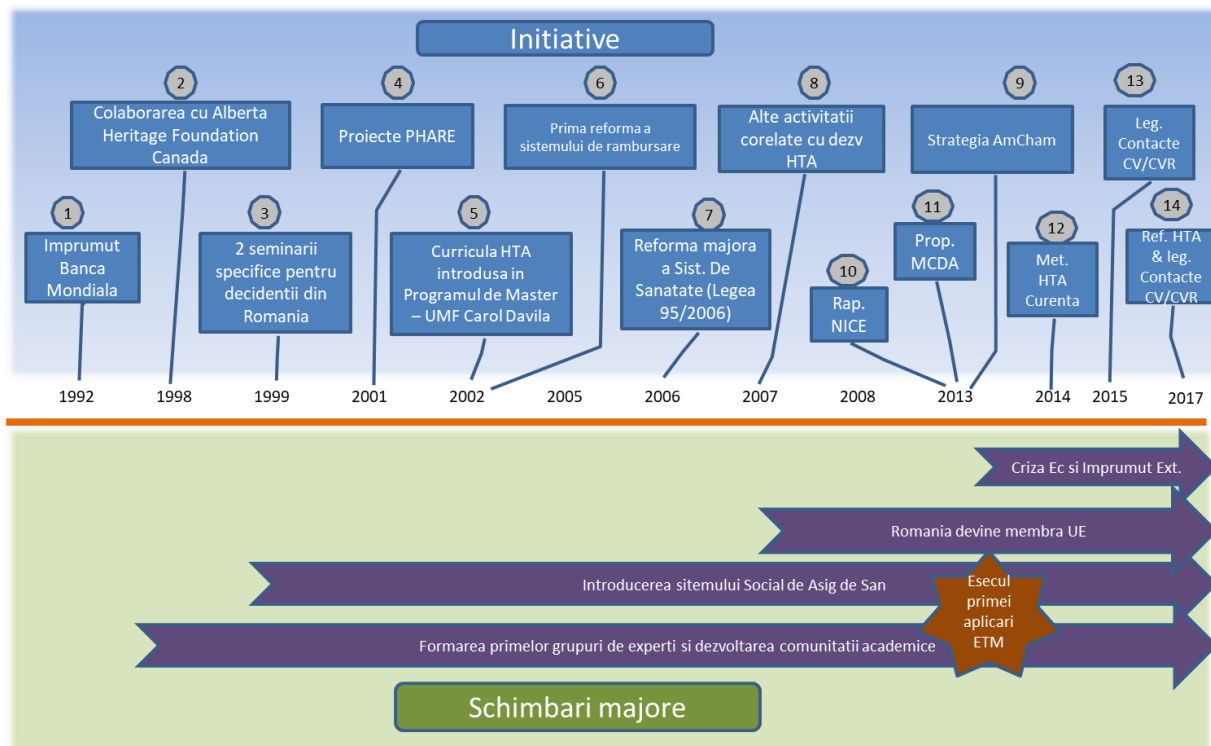 Initiative
2
4
6
8
9
13
Colaborarea cu Alberta
Heritage Foundation
Canada
Proiecte PHARE
Prima reforma a
sistemului de rambursare
Alte activitatii
corelate cu dezv
HTA
Strategia AmCham
Leg.
Contacte
CV/CVR
1
3
5
7
10
11
12
14
Imprumut
Banca
Mondiala
2 seminarii
specifice pentru
decidentii din
Romania
Curricula HTA
introdusa in
Programul de Master
– UMF Carol Davila
Reforma majora
a Sist. De
Sanatate (Legea
95/2006)
Rap.
NICE
Prop.
MCDA
Met.
HTA
Curenta
Ref. HTA
& leg.
Contacte
CV/CVR
1992 1998 1999 2001 2002 2005 2006 2007 2008 2013 2014 2015 2017
Criza Ec si Imprumut Ext.
Romania devine membra UE
Introducerea sitemului Social de Asig de San
Formarea primelor grupuri de experti si dezvoltarea comunitatii academice
Esecul
primei
aplicari
ETM
Schimbari majore